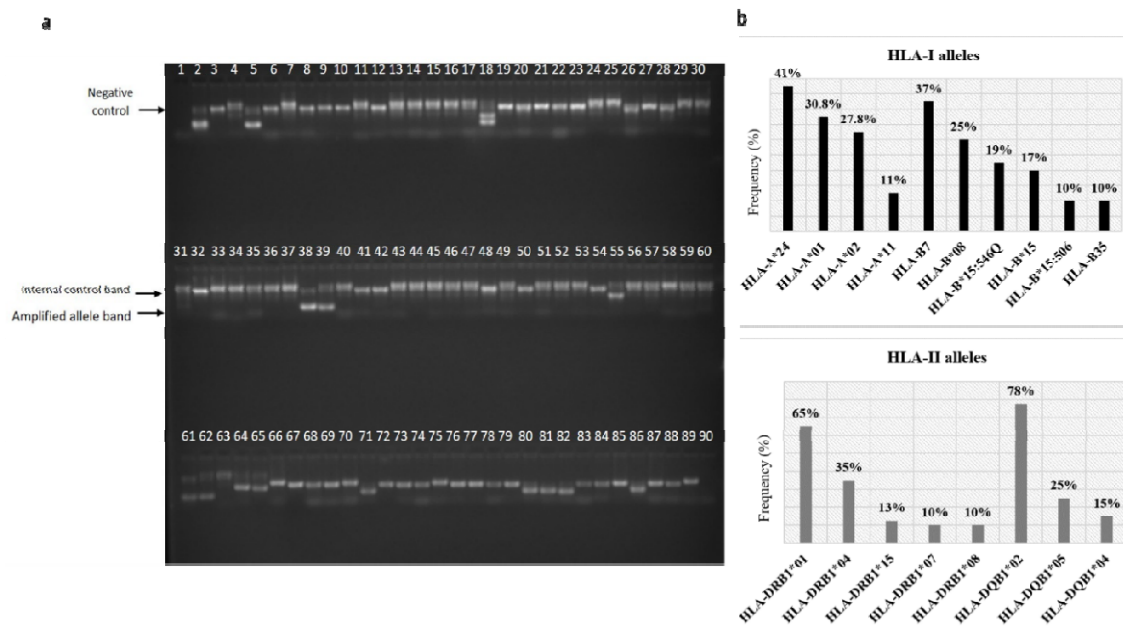 a
1 2 3 4 5 6 7 8 9 10 11 12 13 14 15 16 17 18 19 20 21 22 23 24 25 26 27 28 29 30
Negative
control
31 32 33 34 35 36 37 38 39 40 41 42 43 44 45 46 47 48 49 50 51 52 53 54 55 56 57 58 59 60
Internal control band
Amplified allele band
61 62 63 64 65 66 67 68 69 70 71 72 73 74 75 76 77 78 79 80 81 82 83 84 85 86 87 88 89 90
b
HLA-I alleles
Frequency (%)
41%
30.8%
27.8%
11%
37%
25%
19%
17%
10%
10%
HLA-A*24
HLA-A*01
HLA-A*02
HLA-A*11
HLA-B7
HLA-B*08
HLA-B*15:546Q
HLA-B*15
HLA-B*15:506
HLA-B35
HLA-II alleles
Frequency (%)
65%
35%
13%
10%
10%
78%
25%
15%
HLA-DRB1*01
HLA-DRB1*04
HLA-DRB1*15
HLA-DRB1*07
HLA-DRB1*08
HLA-DQB1*02
HLA-DQB1*05
HLA-DQB1*04